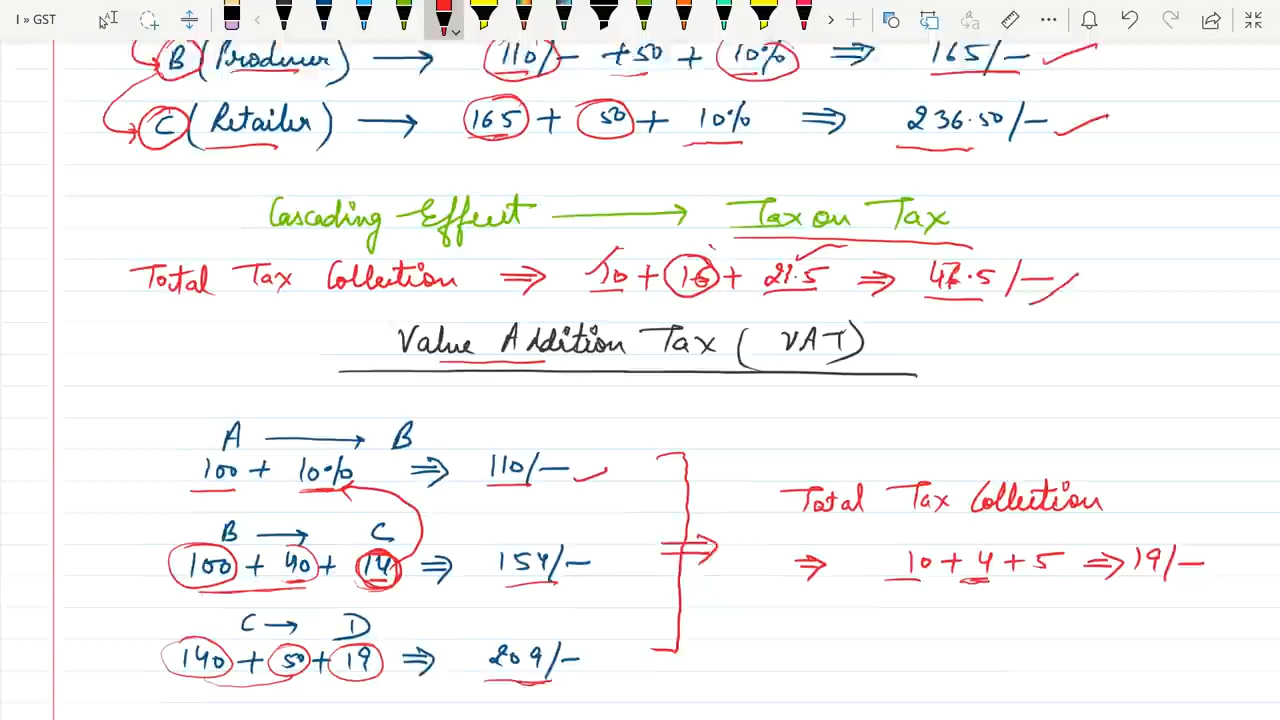 I » GST
B (Producer) → 110/- + 50 + 10% ⇒ 165/-
C (Retailer) → 165 + 50 + 10% ⇒ 236.50/-
Cascading Effect → Tax on Tax
Total Tax Collection ⇒ 10 + 15 + 21.5 ⇒ 47.5/-
Value Addition Tax (VAT)
A → B
100 + 10% ⇒ 110/-
B → C
100 + 40 + 14 ⇒ 154/-
C → D
140 + 50 + 19 ⇒ 209/-
Total Tax Collection
⇒ 10 + 4 + 5 ⇒ 19/-